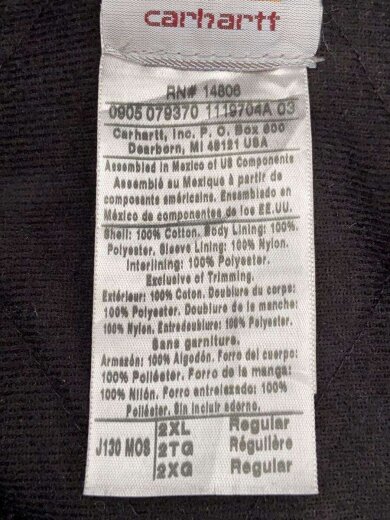 carhartt
RN# 14806
0905 079370 1119704A 03
Carhartt, Inc. P. O. Box 600
Dearborn, MI 48121 USA
Assembled in Mexico of US Components
Assemblé au Mexique à partir de
composants américains. Ensamblado en
México de componentes de los EE.UU.
Shell: 100% Cotton. Body Lining: 100%
Polyester. Sleeve Lining: 100% Nylon.
Interlining: 100% Polyester.
Exclusive of Trimming.
Extérieur: 100% Coton. Doublure du corps:
100% Polyester. Doublure de la manche:
100% Nylon. Entredoublure: 100% Polyester.
Sans garniture.
Armazón: 100% Algodón. Forro del cuerpo:
100% Poliéster. Forro de la manga:
100% Nilón. Forro entrelazado: 100%
Poliéster. Sin incluir adorno.
2XL Regular
J130 MOS 2TG Régulière
2XG Regular